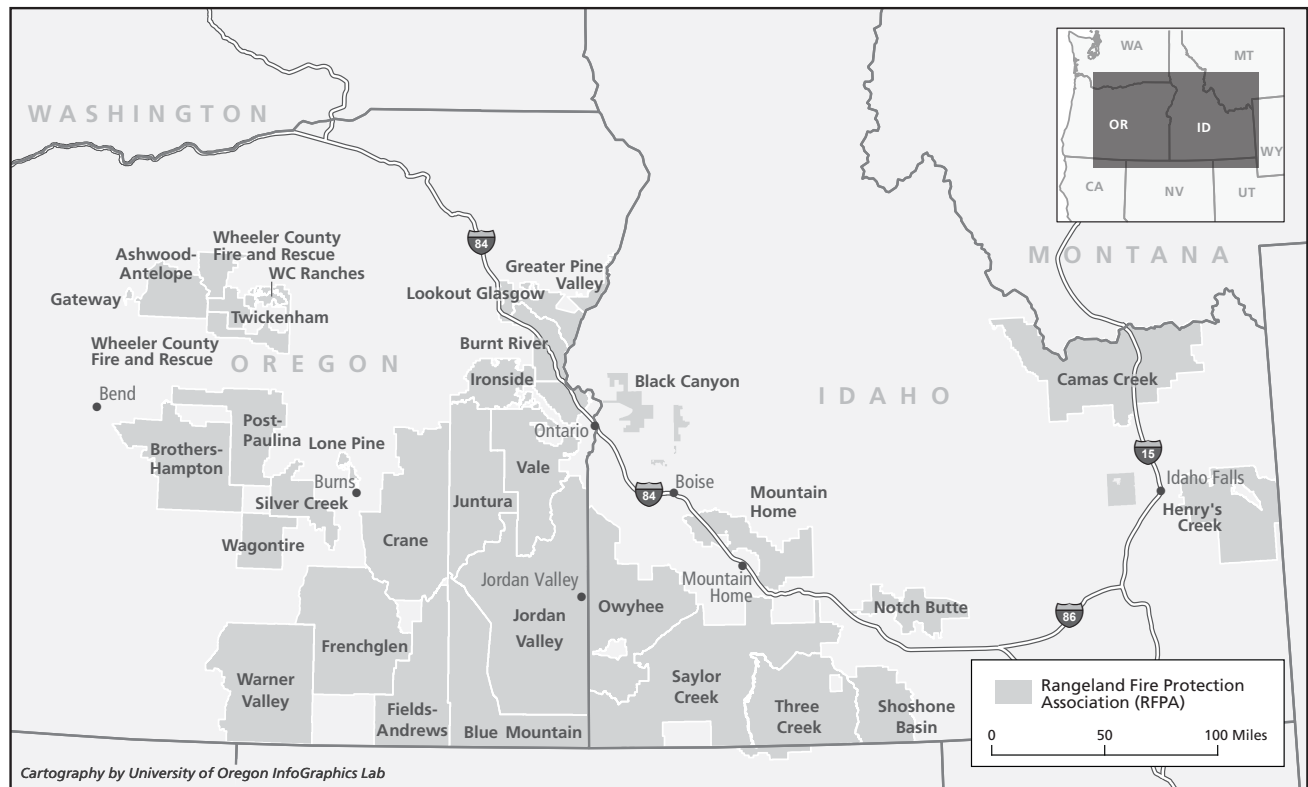 WASHINGTON
WA
MT
OR
ID
WY
CA
NV
UT
MONTANA
84
Wheeler County
Fire and Rescue
WC Ranches
Ashwood-
Antelope
Gateway
Twickenham
Greater Pine
Valley
Lookout Glasgow
Wheeler County
Fire and Rescue
OREGON
Burnt River
Ironside
Black Canyon
IDAHO
Camas Creek
Bend
Post-
Paulina
Lone Pine
Brothers-
Hampton
Burns
Silver Creek
Ontario
Vale
Juntura
84
Boise
Mountain
Home
15
Idaho Falls
Henry's
Creek
Wagontire
Crane
Jordan Valley
Jordan
Valley
Owyhee
Mountain
Home
Notch Butte
86
Frenchglen
Warner
Valley
Fields-
Andrews
Blue Mountain
Saylor
Creek
Three
Creek
Shoshone
Basin
Rangeland Fire Protection
Association (RFPA)
0 50 100 Miles
Cartography by University of Oregon InfoGraphics Lab